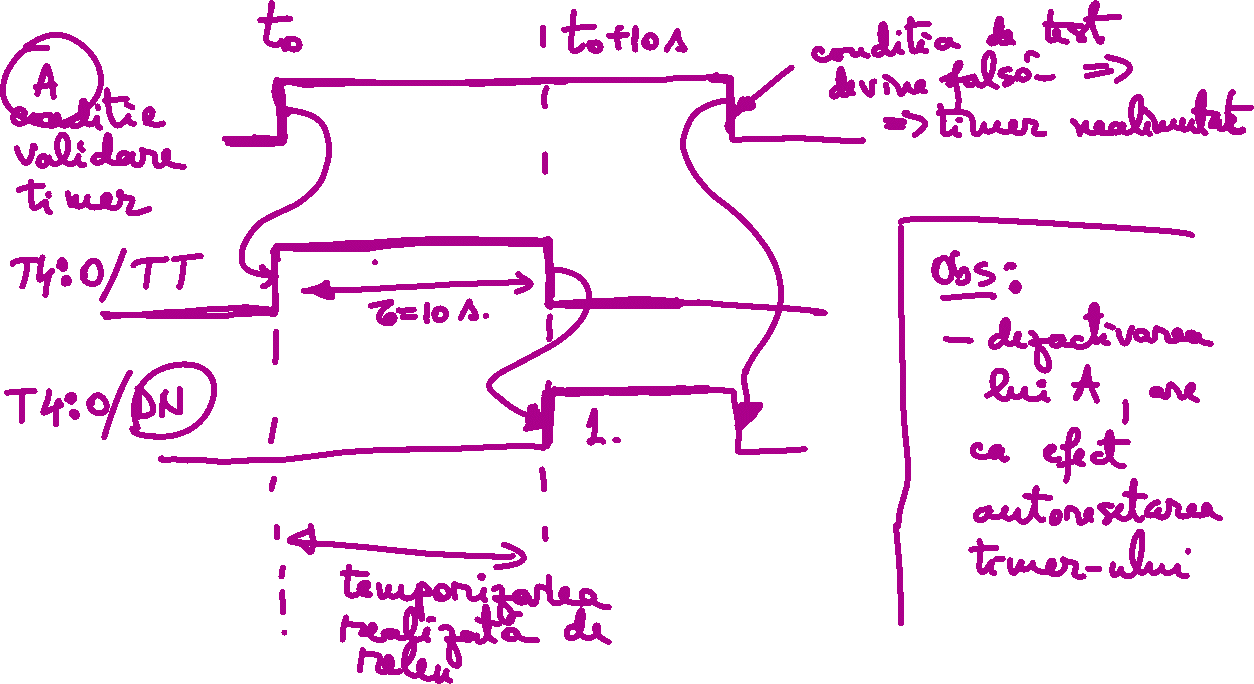 t₀
t₀+10s
A
conditie
validare
timer
conditia de test
devine falsă =>
=> timer nealimentat
T4:0/TT
τ=10 s.
T4:0/DN
1.
temporizarea
realizată de
releu
Obs:
- dezactivarea
lui A, are
ca efect
autoresetarea
timer-ului